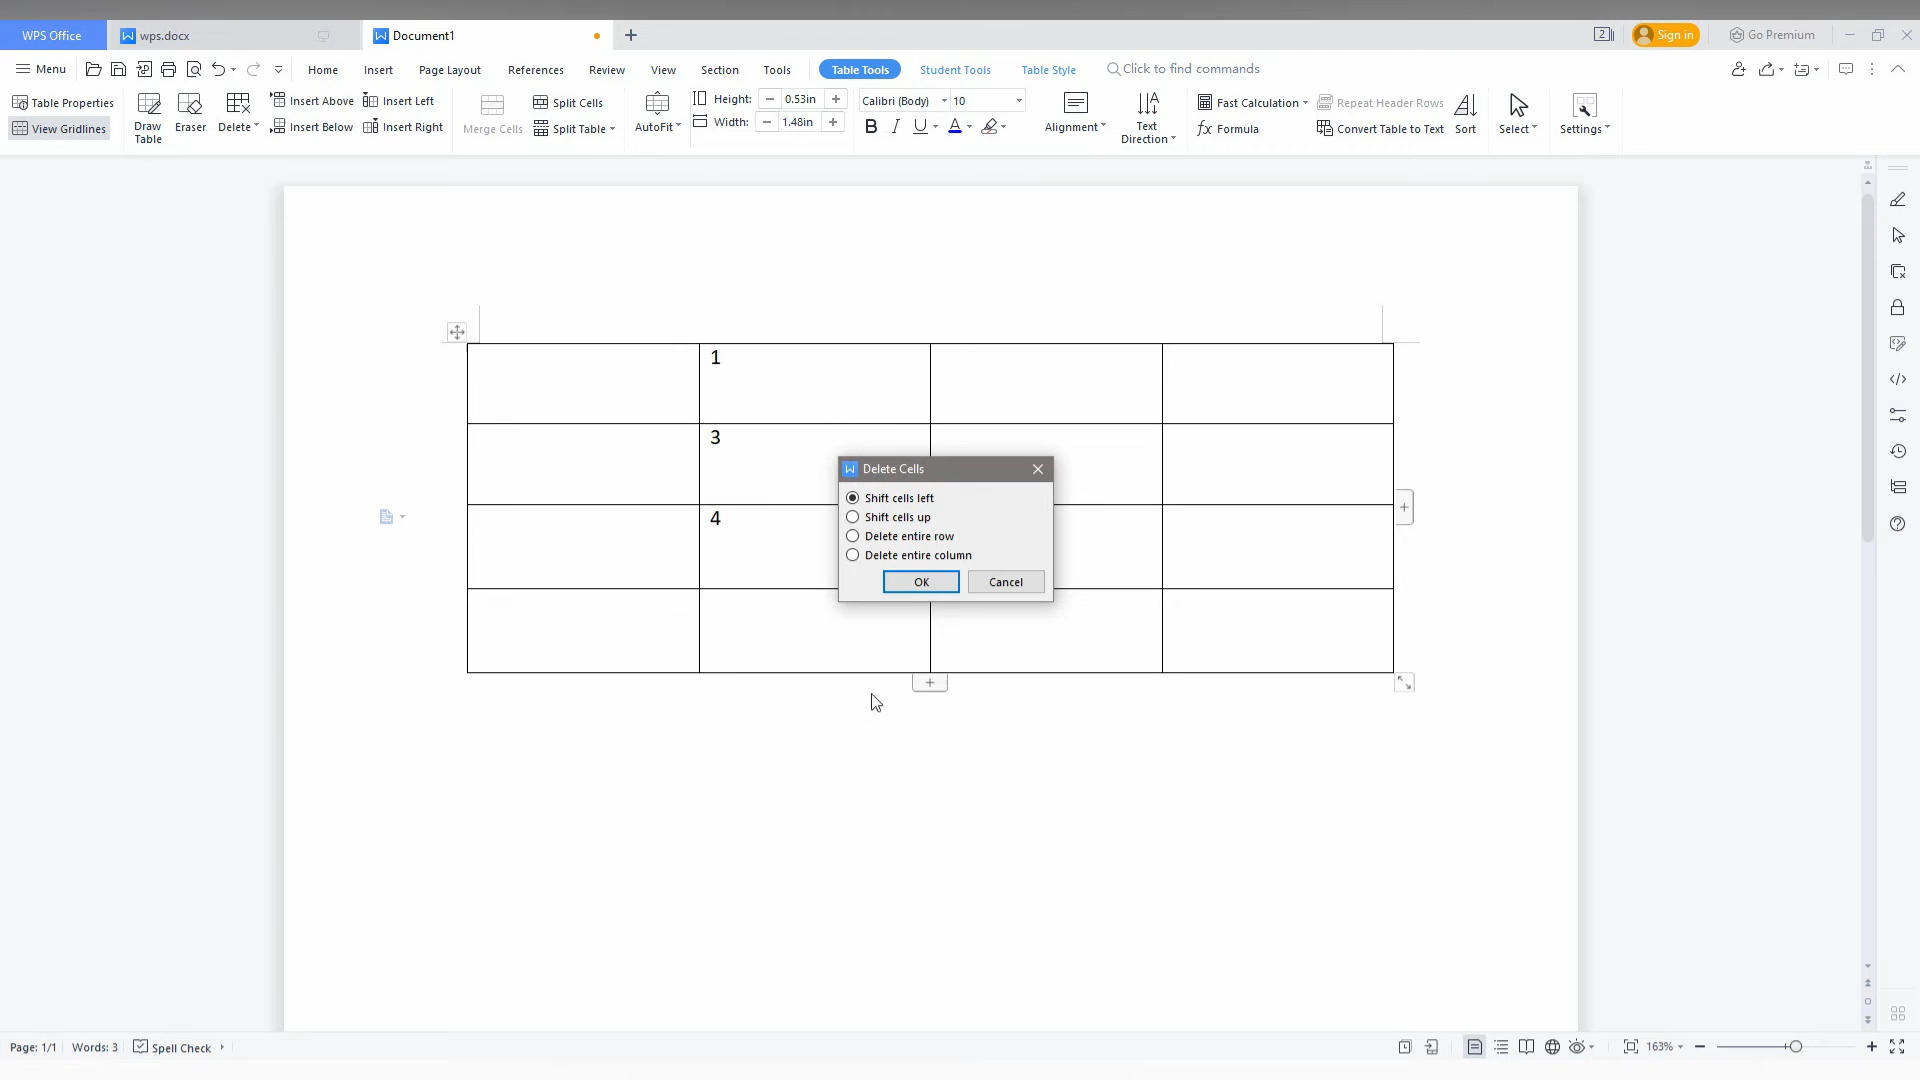 WPS Office
wps.docx
Document1
2
Sign in
Go Premium
Menu
Home
Insert
Page Layout
References
Review
View
Section
Tools
Table Tools
Student Tools
Table Style
Click to find commands
Table Properties
View Gridlines
Draw
Table
Eraser
Delete
Insert Above
Insert Below
Insert Left
Insert Right
Merge Cells
Split Cells
Split Table
AutoFit
Height:
0.53in
Width:
1.48in
Calibri (Body)
10
B
I
U
A
Alignment
Text
Direction
Fast Calculation
fx Formula
Repeat Header Rows
Convert Table to Text
Sort
Select
Settings
1
3
4
Delete Cells
Shift cells left
Shift cells up
Delete entire row
Delete entire column
OK
Cancel
Page: 1/1
Words: 3
Spell Check
163%